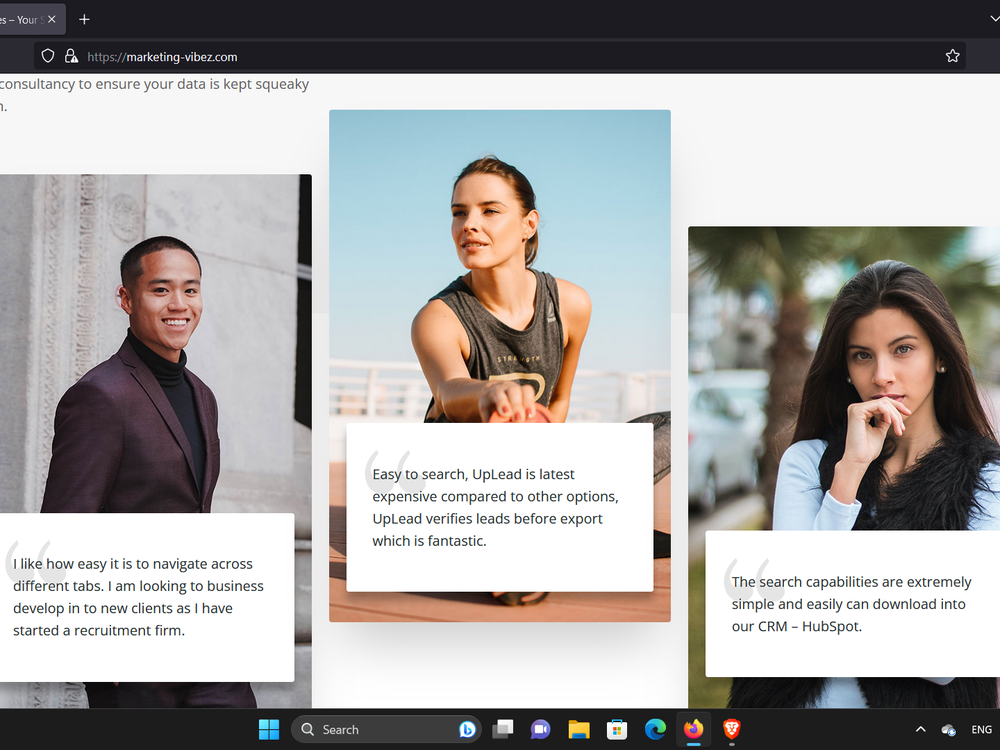 es – Your S
https://marketing-vibez.com
consultancy to ensure your data is kept squeaky
n.
STRENGTH
Easy to search, UpLead is latest
expensive compared to other options,
UpLead verifies leads before export
which is fantastic.
I like how easy it is to navigate across
different tabs. I am looking to business
develop in to new clients as I have
started a recruitment firm.
The search capabilities are extremely
simple and easily can download into
our CRM – HubSpot.
Search
ENG